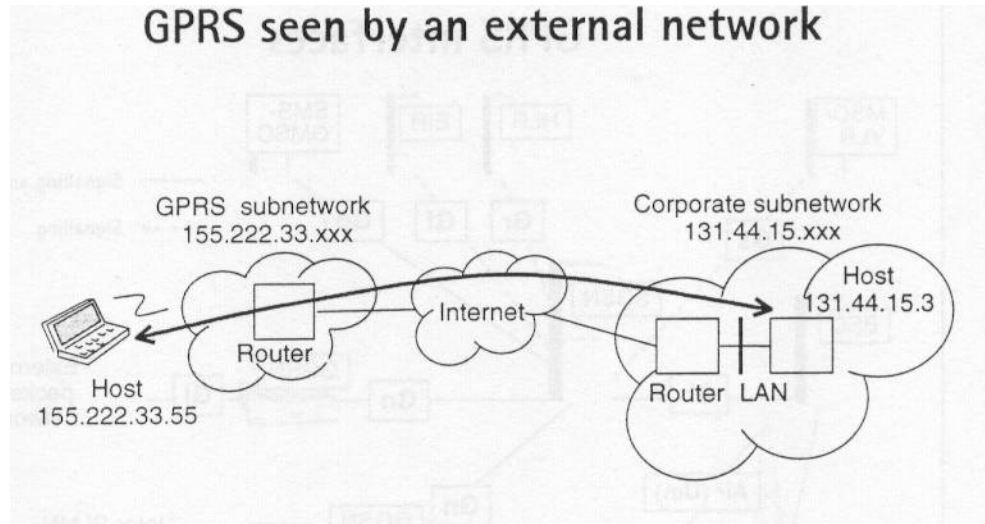 GPRS seen by an external network
GPRS subnetwork
155.222.33.xxx
Corporate subnetwork
131.44.15.xxx
Host
131.44.15.3
Internet
Router
Router LAN
Host
155.222.33.55